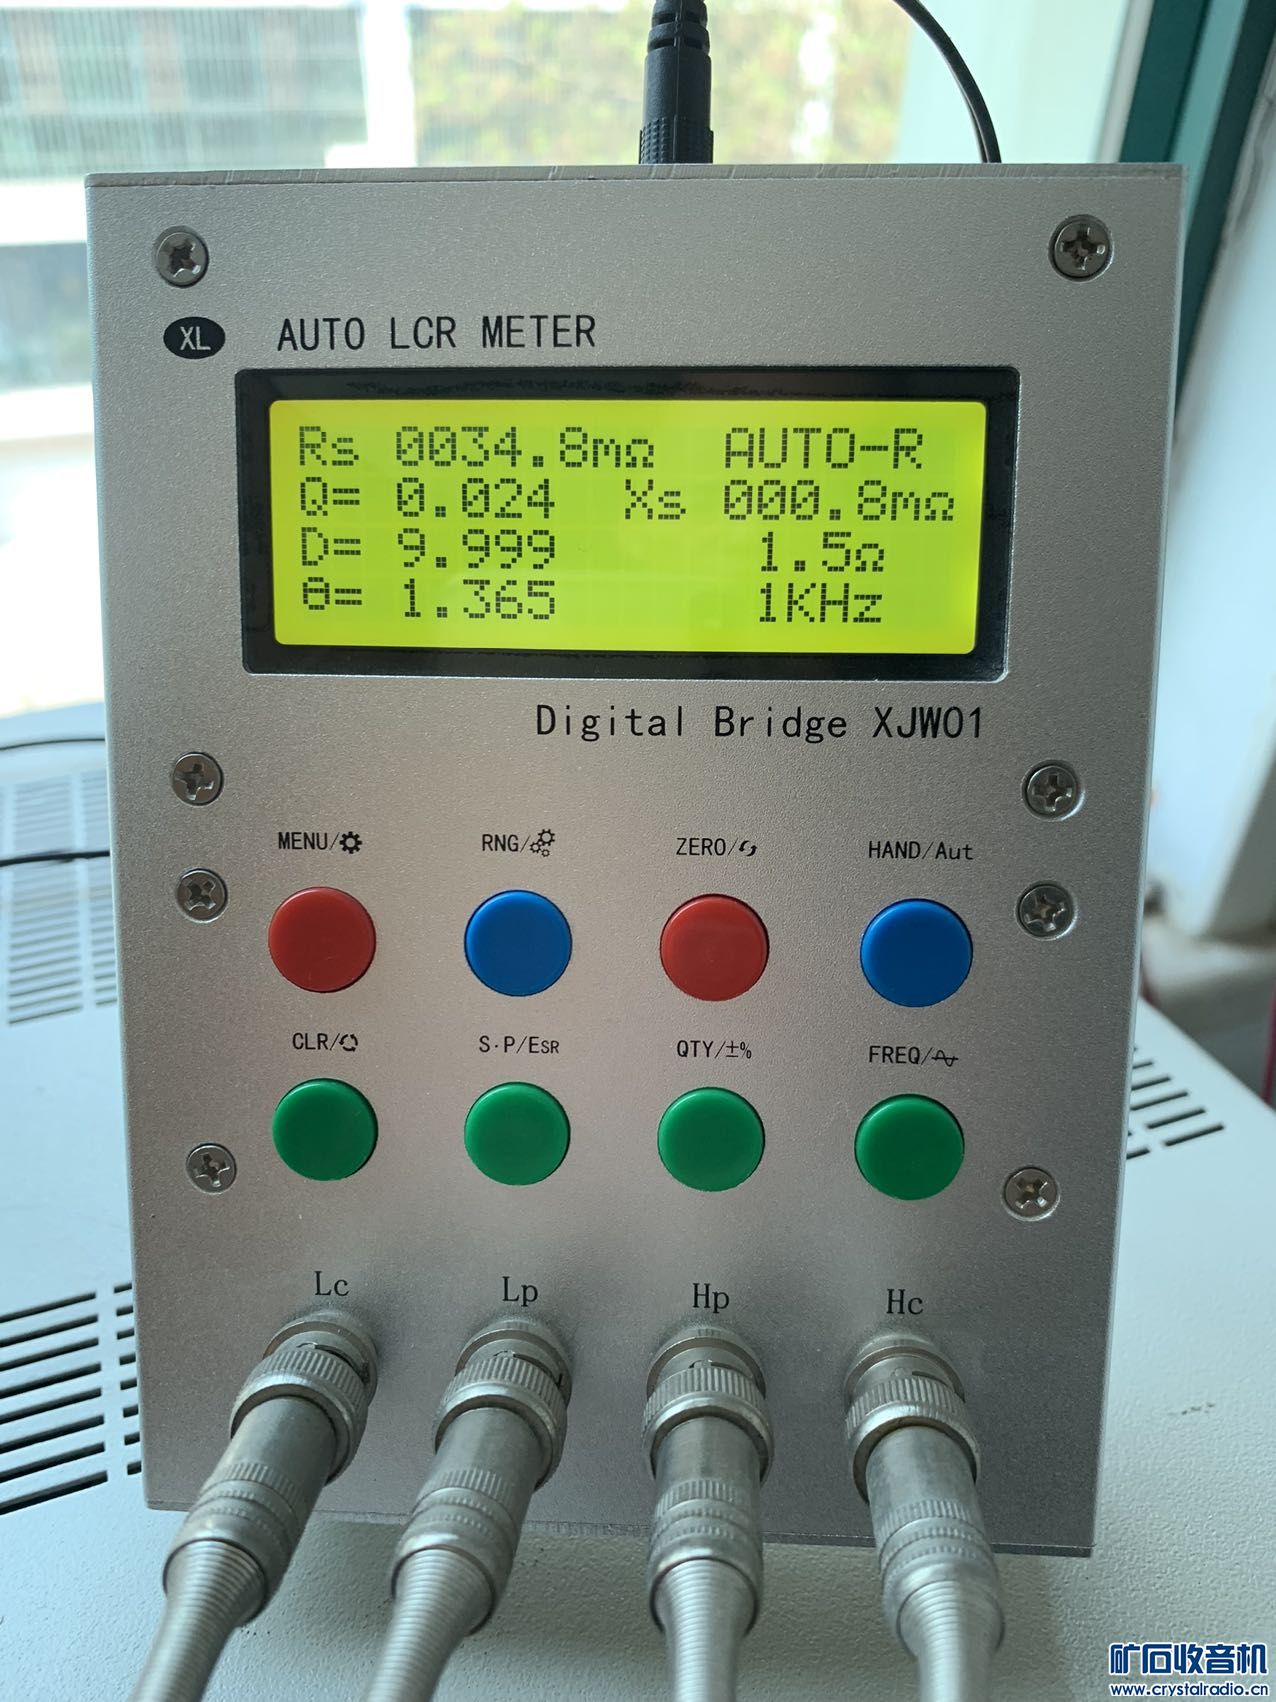 XL AUTO LCR METER
Rs 0034.8mΩ AUTO-R
Q= 0.024 Xs 000.8mΩ
D= 9.999 1.5Ω
θ= 1.365 1KHz
Digital Bridge XJW01
MENU/ RNG/ ZERO/ HAND/Aut
CLR/ S·P/ESR QTY/±% FREQ/
Lc Lp Hp Hc
矿石收音机
www.crystalradio.cn